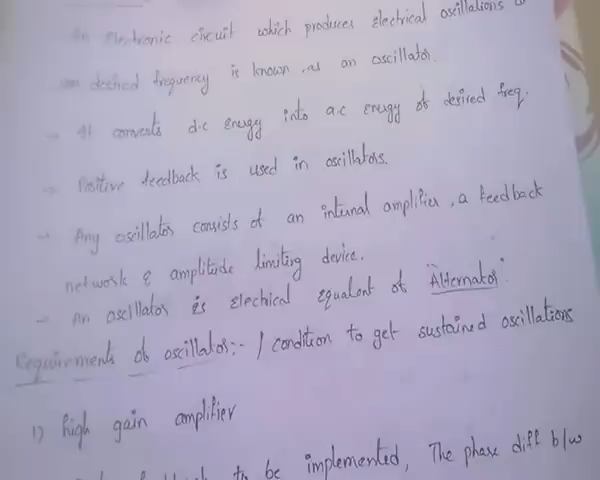 An electronic circuit which produces electrical oscillations
desired frequency is known as an oscillator.
→ It converts d.c energy into a.c energy of desired freq.
→ Positive feedback is used in oscillators.
→ Any oscillator consists of an internal amplifier, a feedback
network & amplitude limiting device.
→ An oscillator is electrical equalent of "Alternator".
Requirements of oscillator:- / condition to get sustained oscillations
1) high gain amplifier
to be implemented, The phase diff b/w